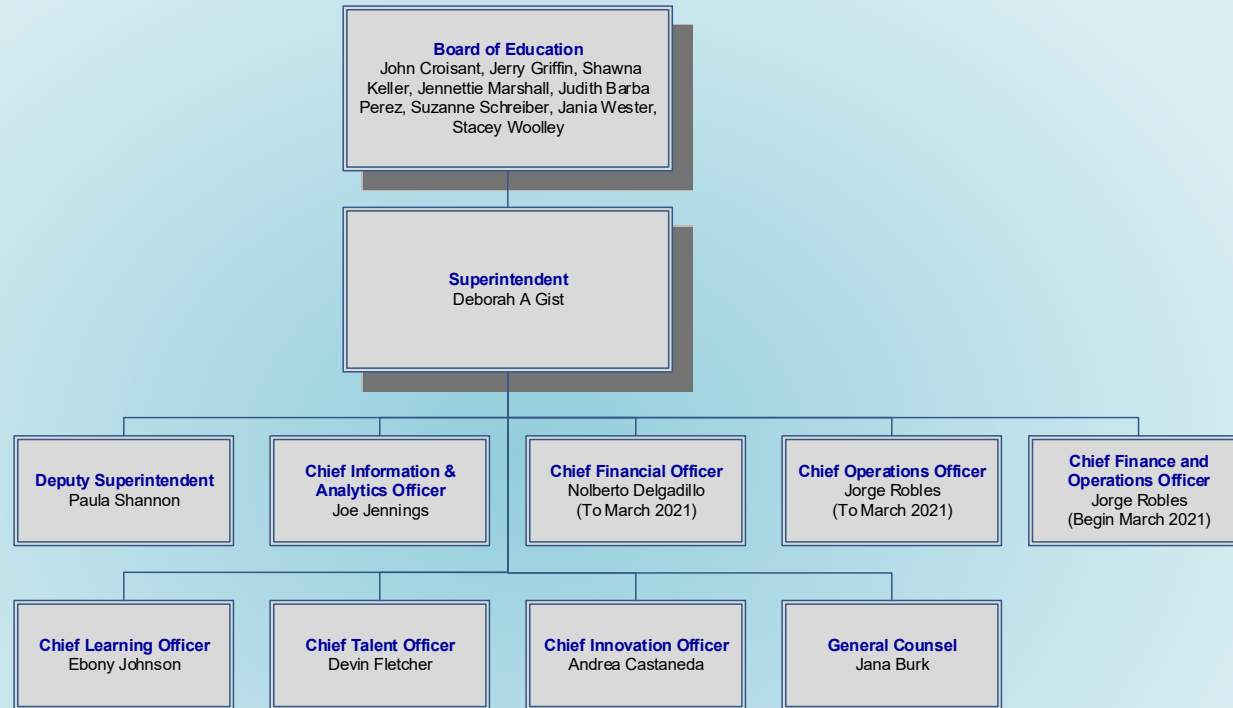 Board of Education
John Croisant, Jerry Griffin, Shawna
Keller, Jennettie Marshall, Judith Barba
Perez, Suzanne Schreiber, Jania Wester,
Stacey Woolley
Superintendent
Deborah A Gist
Deputy Superintendent
Paula Shannon
Chief Information &
Analytics Officer
Joe Jennings
Chief Financial Officer
Nolberto Delgadillo
(To March 2021)
Chief Operations Officer
Jorge Robles
(To March 2021)
Chief Finance and
Operations Officer
Jorge Robles
(Begin March 2021)
Chief Learning Officer
Ebony Johnson
Chief Talent Officer
Devin Fletcher
Chief Innovation Officer
Andrea Castaneda
General Counsel
Jana Burk